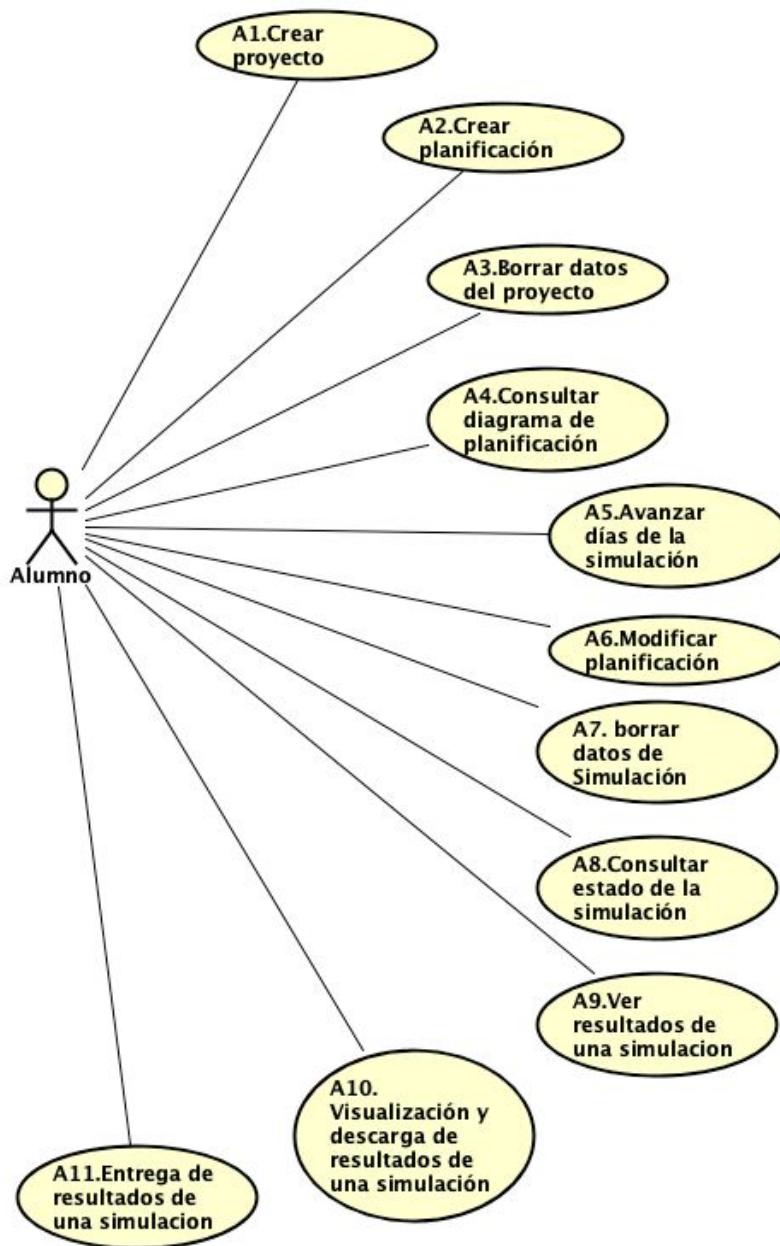 A1.Crear
proyecto
A2.Crear
planificación
A3.Borrar datos
del proyecto
A4.Consultar
diagrama de
planificación
A5.Avanzar
días de la
simulación
Alumno
A6.Modificar
planificación
A7. borrar
datos de
Simulación
A8.Consultar
estado de la
simulación
A9.Ver
resultados de
una simulacion
A10.
Visualización y
descarga de
resultados de
una simulación
A11.Entrega de
resultados de
una simulacion